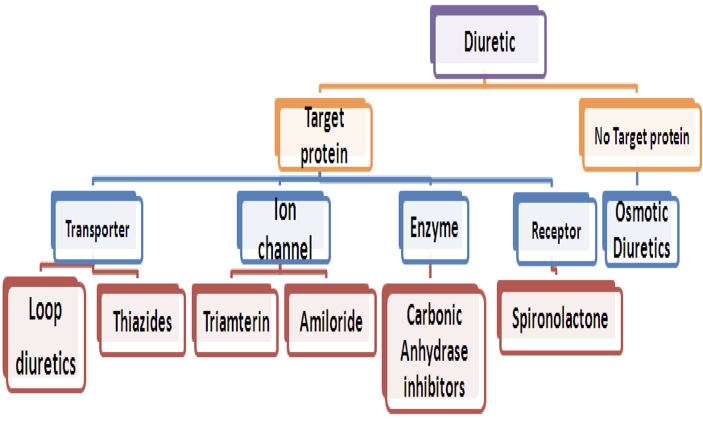 Diuretic
Target
protein
No Target protein
Transporter
Ion
channel
Enzyme
Receptor
Osmotic
Diuretics
Loop
diuretics
Thiazides
Triamterin
Amiloride
Carbonic
Anhydrase
inhibitors
Spironolactone